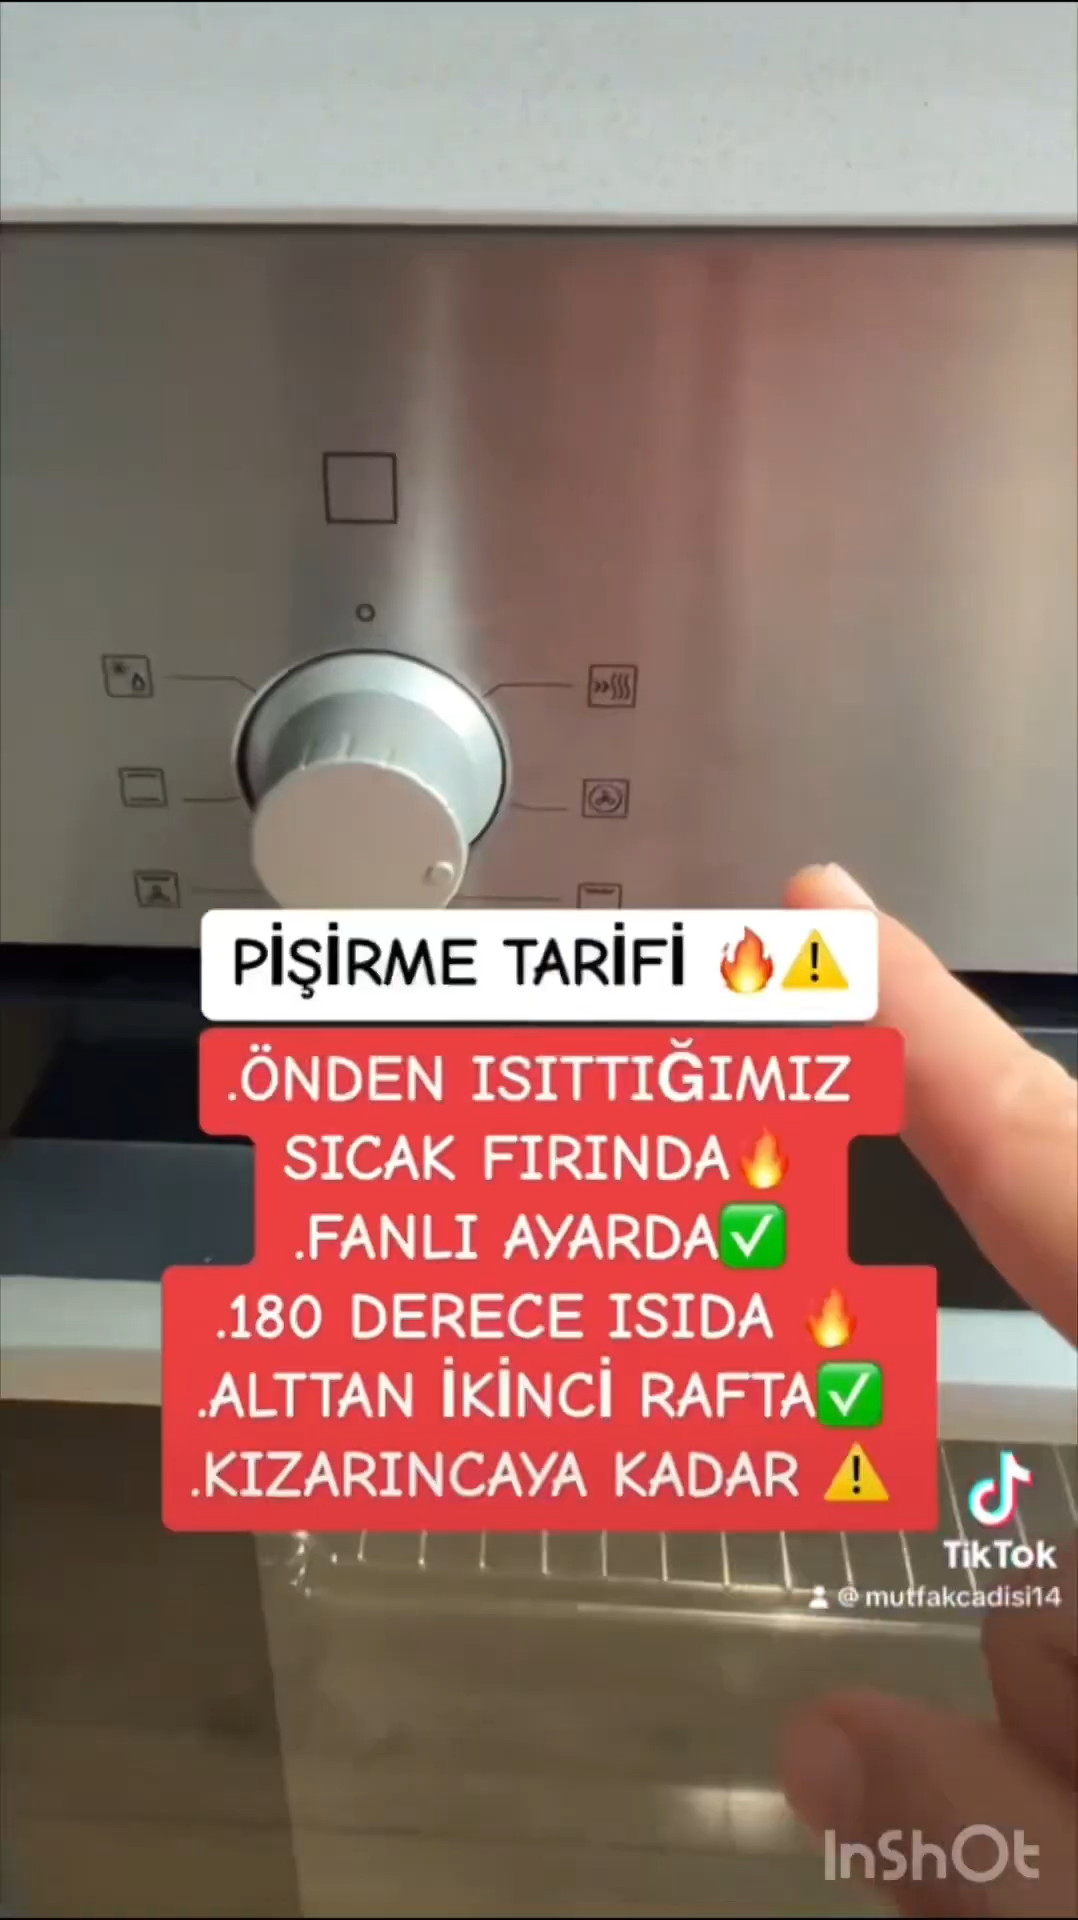 PİŞİRME TARİFİ 🔥⚠️
.ÖNDEN ISITTIĞIMIZ
SICAK FIRINDA🔥
.FANLI AYARDA✅
.180 DERECE ISIDA 🔥
.ALTTAN İKİNCİ RAFTA✅
.KIZARINCAYA KADAR ⚠️
TikTok
@mutfakcadisi14
InShOt